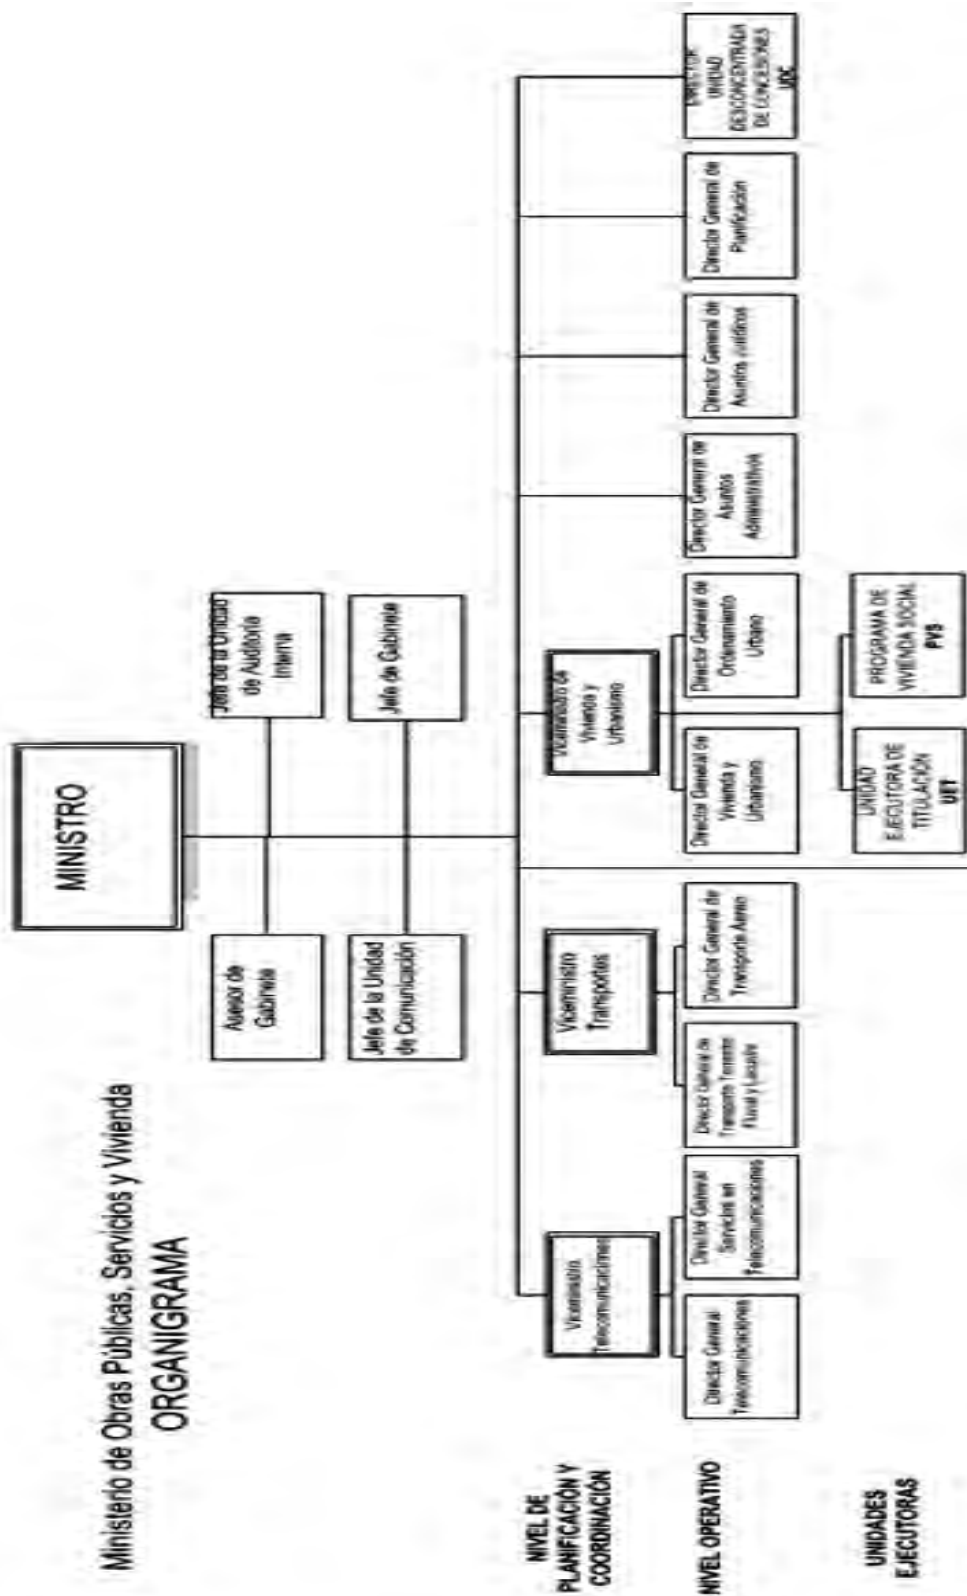 Ministerio de Obras Públicas, Servicios y Vivienda
ORGANIGRAMA
MINISTRO
Asesor de
Gabinete
Jefe de la Unidad
de Auditoría
Interna
Jefe de la Unidad
de Comunicación
Jefe de Gabinete
NIVEL DE
PLANIFICACIÓN Y
COORDINACIÓN
Viceministro
Telecomunicaciones
Viceministro
Transportes
Viceministro de
Vivienda y
Urbanismo
NIVEL OPERATIVO
Director General
Telecomunicaciones
Director General
Servicios en
Telecomunicaciones
Director General de
Transporte Terrestre
Fluvial y Lacustre
Director General de
Transporte Aereo
Director General de
Vivienda y
Urbanismo
Director General de
Ordenamiento
Urbano
Director General de
Asuntos
Administrativos
Director General de
Asuntos Jurídicos
Director General de
Planificación
DIRECTOR
UNIDAD
DESCONCENTRADA
DE CONCESIONES
UDC
UNIDADES
EJECUTORAS
UNIDAD
EJECUTORA DE
TITULACIÓN
UET
PROGRAMA DE
VIVIENDA SOCIAL
PVS